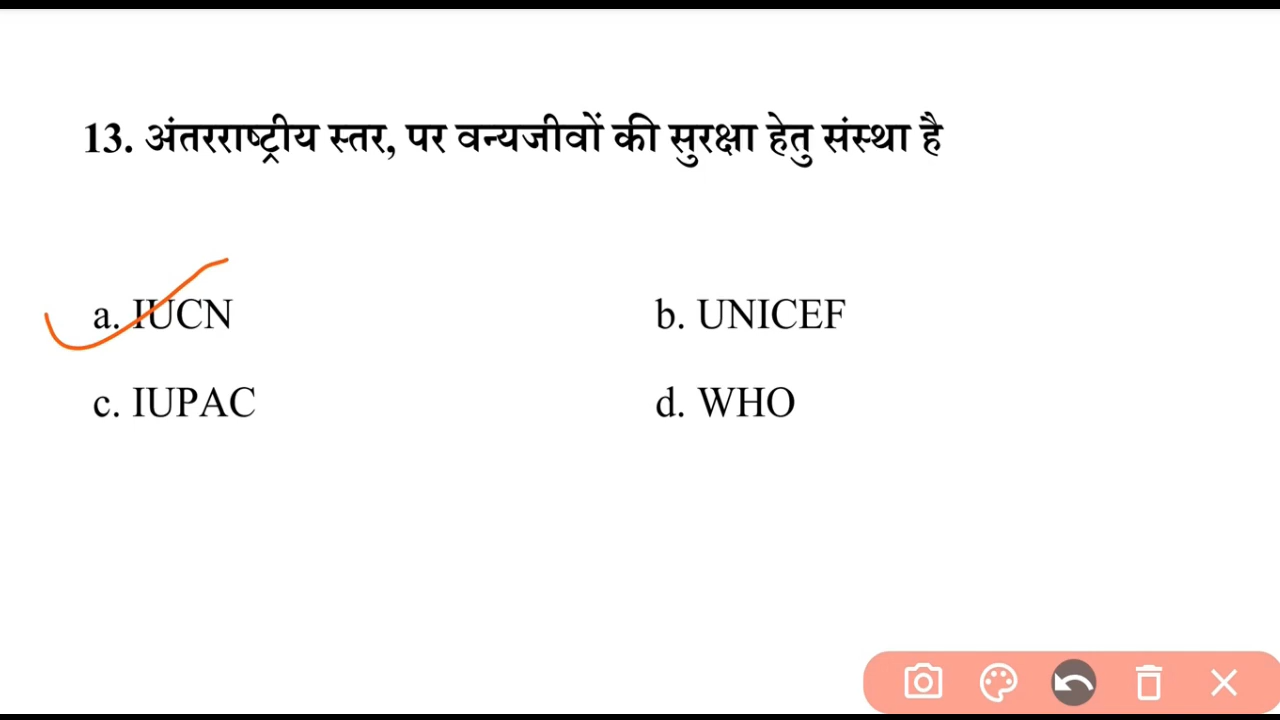 13. अंतरराष्ट्रीय स्तर, पर वन्यजीवों की सुरक्षा हेतु संस्था है
a. IUCN
b. UNICEF
c. IUPAC
d. WHO